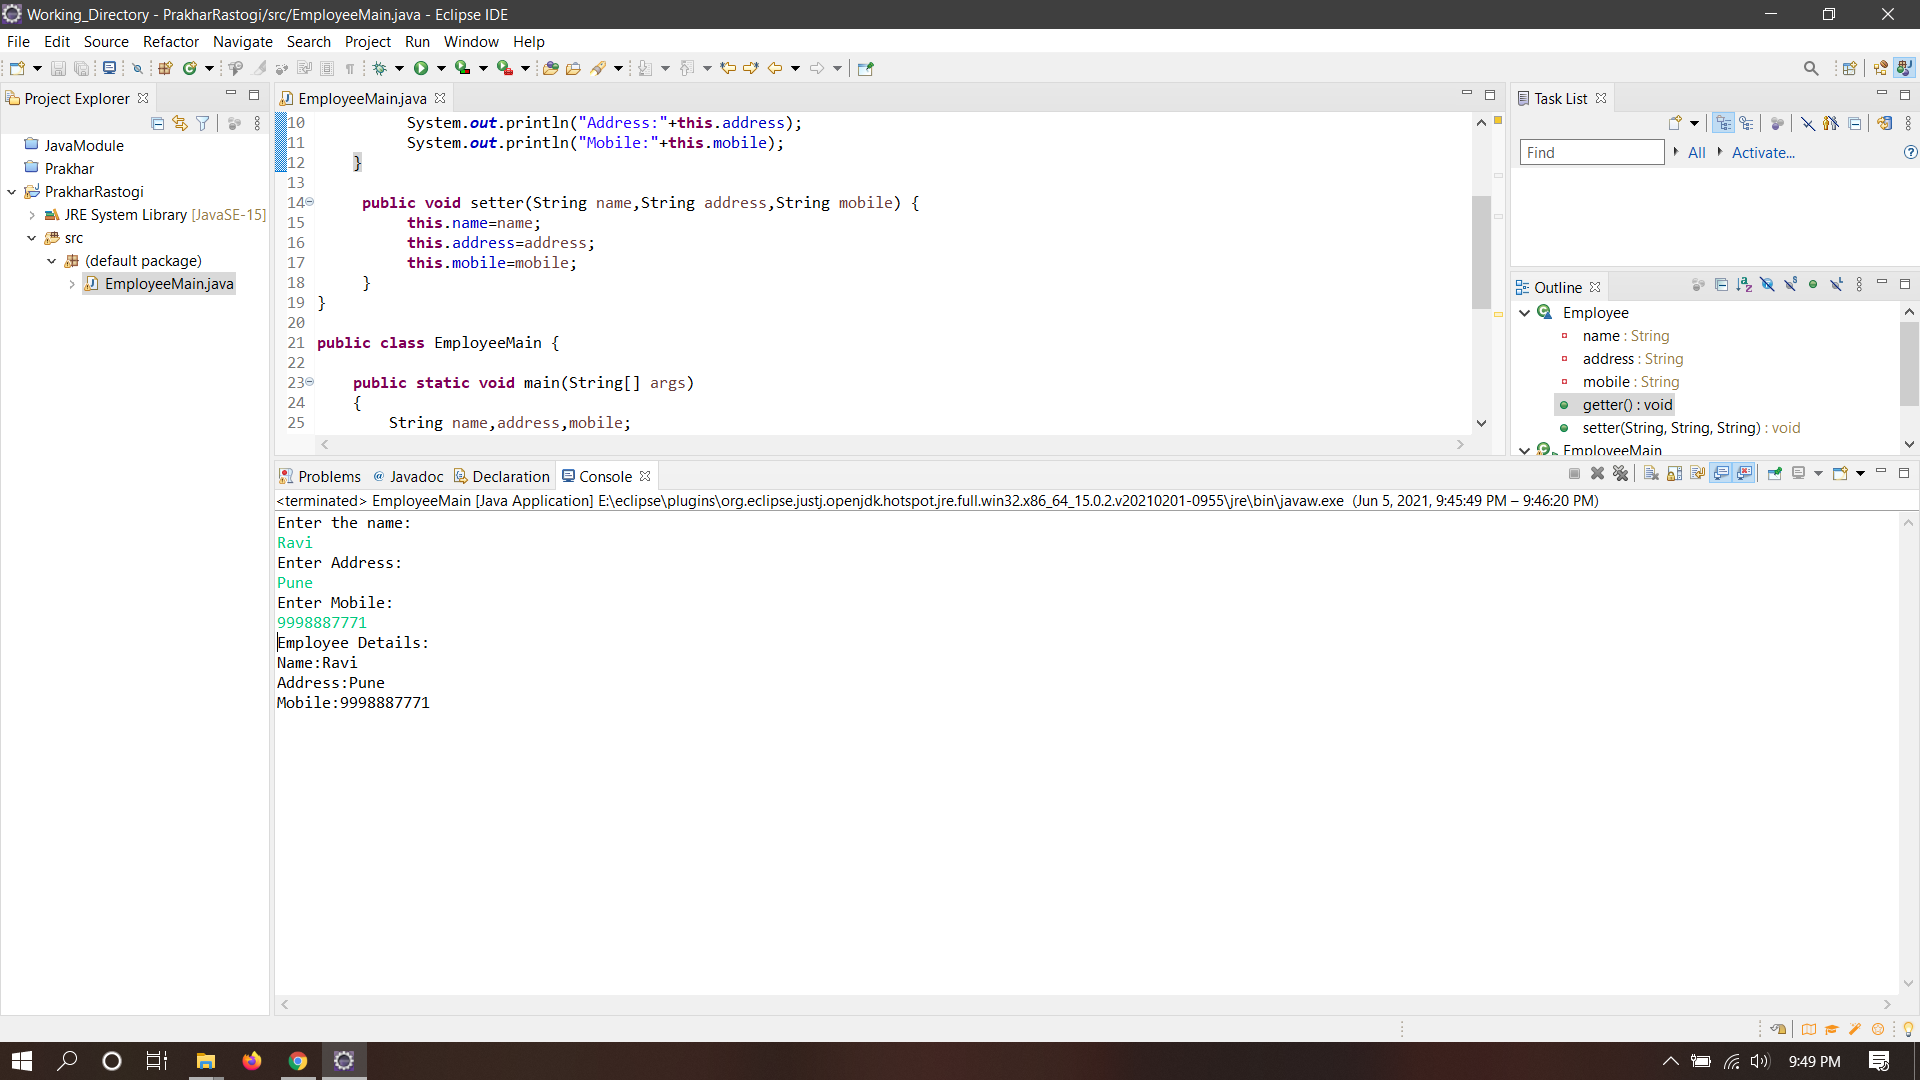 Working_Directory - PrakharRastogi/src/EmployeeMain.java - Eclipse IDE
File Edit Source Refactor Navigate Search Project Run Window Help
Project Explorer
JavaModule
Prakhar
PrakharRastogi
JRE System Library [JavaSE-15]
src
(default package)
EmployeeMain.java
EmployeeMain.java
10 System.out.println("Address:"+this.address);
11 System.out.println("Mobile:"+this.mobile);
12 }
13
14 public void setter(String name,String address,String mobile) {
15 this.name=name;
16 this.address=address;
17 this.mobile=mobile;
18 }
19 }
20
21 public class EmployeeMain {
22
23 public static void main(String[] args)
24 {
25 String name,address,mobile;
Task List
Find All Activate...
Outline
Employee
name : String
address : String
mobile : String
getter() : void
setter(String, String, String) : void
EmployeeMain
Problems @ Javadoc Declaration Console
<terminated> EmployeeMain [Java Application] E:\eclipse\plugins\org.eclipse.justj.openjdk.hotspot.jre.full.win32.x86_64_15.0.2.v20210201-0955\jre\bin\javaw.exe (Jun 5, 2021, 9:45:49 PM – 9:46:20 PM)
Enter the name:
Ravi
Enter Address:
Pune
Enter Mobile:
9998887771
Employee Details:
Name:Ravi
Address:Pune
Mobile:9998887771
9:49 PM